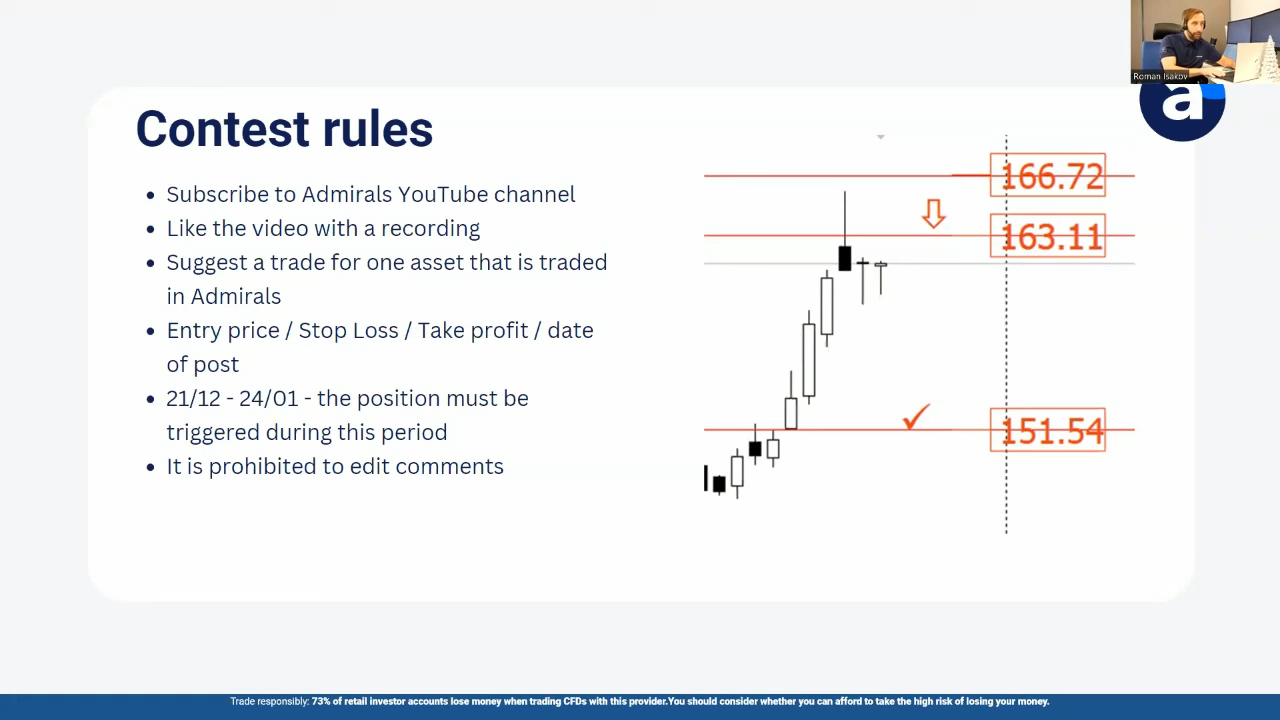 Roman Isakov
a
Contest rules
• Subscribe to Admirals YouTube channel
• Like the video with a recording
• Suggest a trade for one asset that is traded
in Admirals
• Entry price / Stop Loss / Take profit / date
of post
• 21/12 - 24/01 - the position must be
triggered during this period
• It is prohibited to edit comments
166.72
163.11
151.54
Trade responsibly: 73% of retail investor accounts lose money when trading CFDs with this provider.You should consider whether you can afford to take the high risk of losing your money.